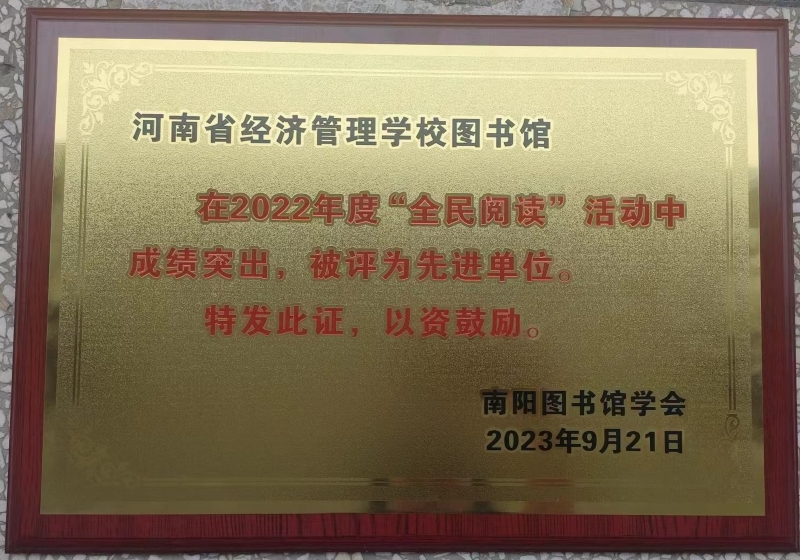 河南省经济管理学校图书馆
在2022年度“全民阅读”活动中
成绩突出，被评为先进单位。
特发此证，以资鼓励。
南阳图书馆学会
2023年9月21日